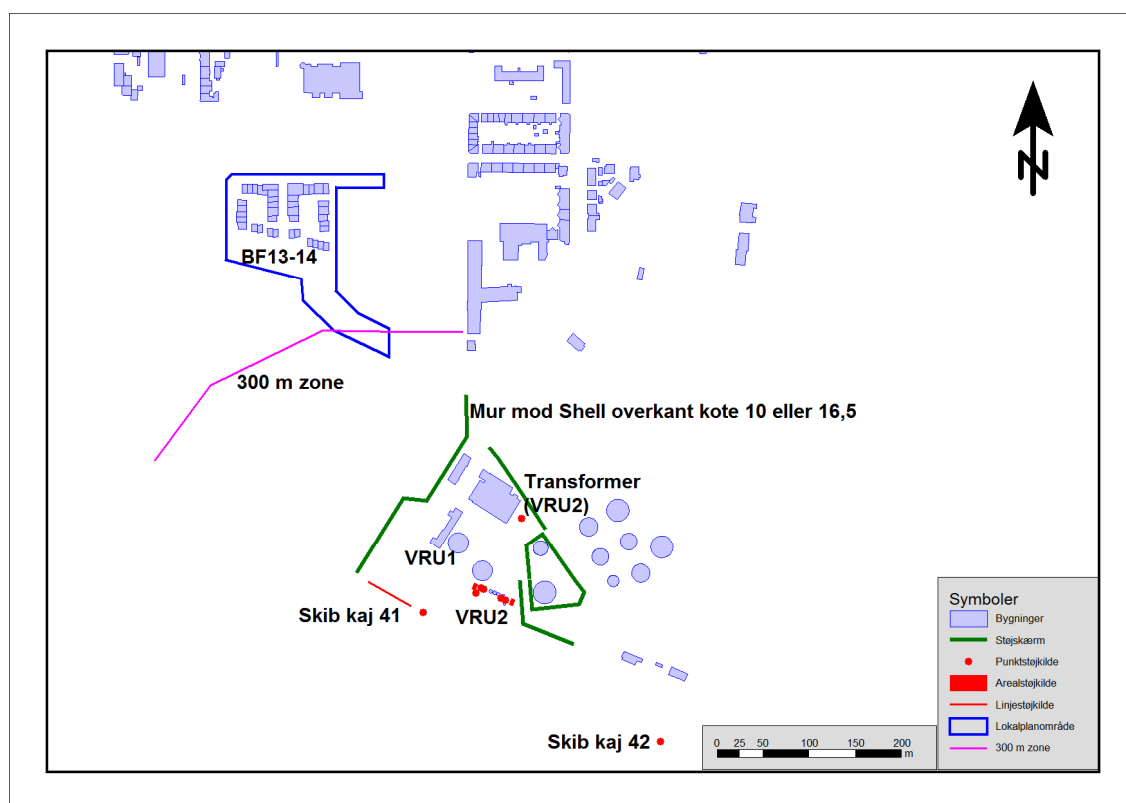 N
BF13-14
300 m zone
Mur mod Shell overkant kote 10 eller 16,5
Transformer
(VRU2)
VRU1
Skib kaj 41
VRU2
Skib kaj 42
0 25 50 100 150 200
m
Symboler
Bygninger
Støjskærm
Punktstøjkilde
Arealstøjkilde
Linjestøjkilde
Lokalplanområde
300 m zone